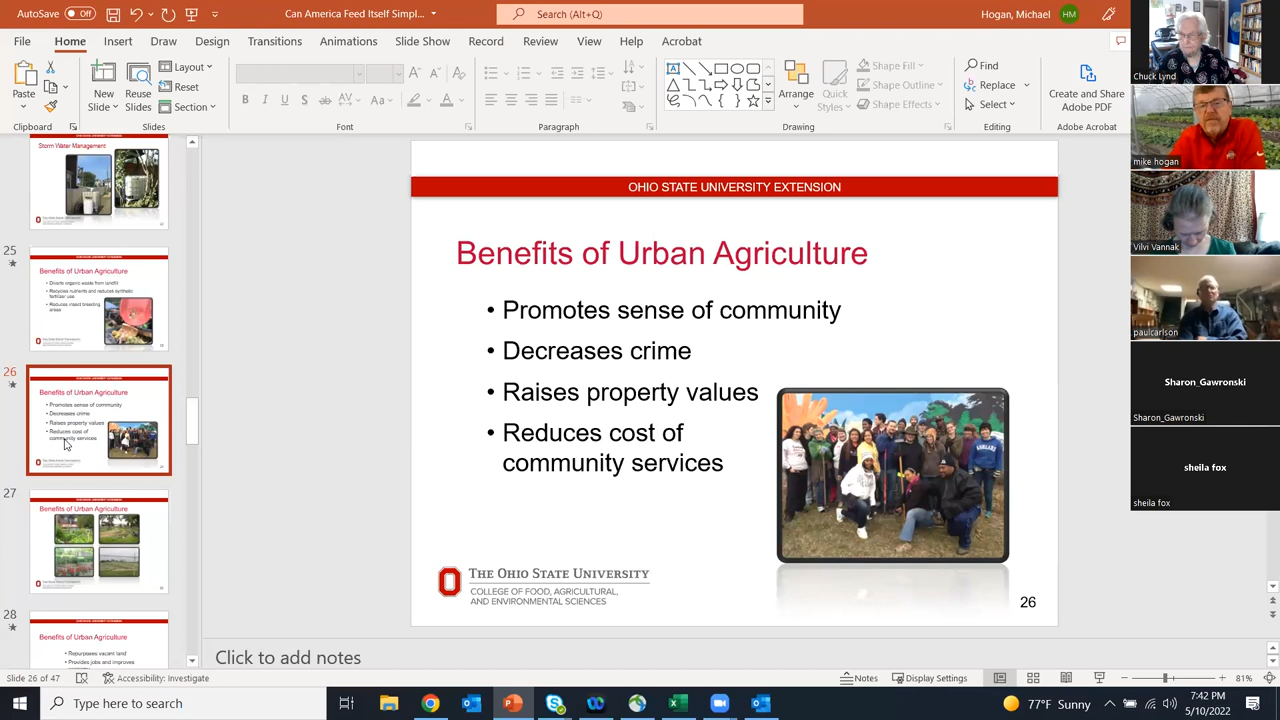 Can America Feed Itself from Its...
Hogan, Michael
HM
File Home Insert Draw Design Transitions Animations Slide Show Record Review View Help Acrobat
Paste
New Slide
Reuse Slides
Layout
Reset
Section
Shape Fill
Shape Outline
Shape Effects
Arrange
Quick Styles
Find
Replace
Select
Create and Share Adobe PDF
Clipboard Slides Font Paragraph Drawing Editing Adobe Acrobat
Storm Water Management
25
Benefits of Urban Agriculture
• Diverts organic waste from landfill
• Recycles nutrients and reduces synthetic
fertilizer use
• Reduces insect breeding
areas
26
Benefits of Urban Agriculture
• Promotes sense of community
• Decreases crime
• Raises property values
• Reduces cost of
community services
27
Benefits of Urban Agriculture
28
Benefits of Urban Agriculture
• Repurposes vacant land
• Provides jobs and improves
OHIO STATE UNIVERSITY EXTENSION
Benefits of Urban Agriculture
• Promotes sense of community
• Decreases crime
• Raises property values
• Reduces cost of
community services
THE OHIO STATE UNIVERSITY
COLLEGE OF FOOD, AGRICULTURAL,
AND ENVIRONMENTAL SCIENCES
26
Click to add notes
Chuck Lynd
mike hogan
Vilvi Vannak
paulcarlson
Sharon_Gawronski
Sharon_Gawronski
sheila fox
sheila fox
Slide 26 of 47
Accessibility: Investigate
Notes
Display Settings
81%
Type here to search
77°F Sunny
7:42 PM
5/10/2022